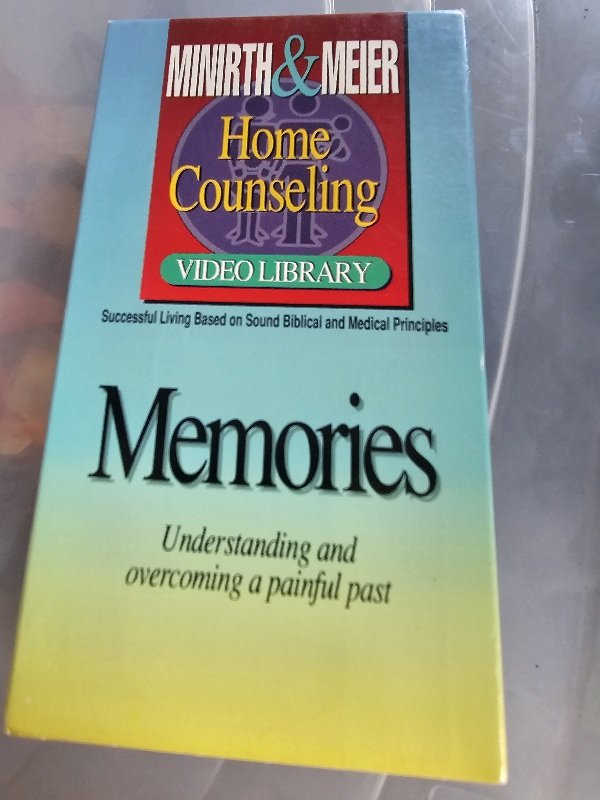 MINIRTH & MEIER
Home
Counseling
VIDEO LIBRARY
Successful Living Based on Sound Biblical and Medical Principles
Memories
Understanding and
overcoming a painful past